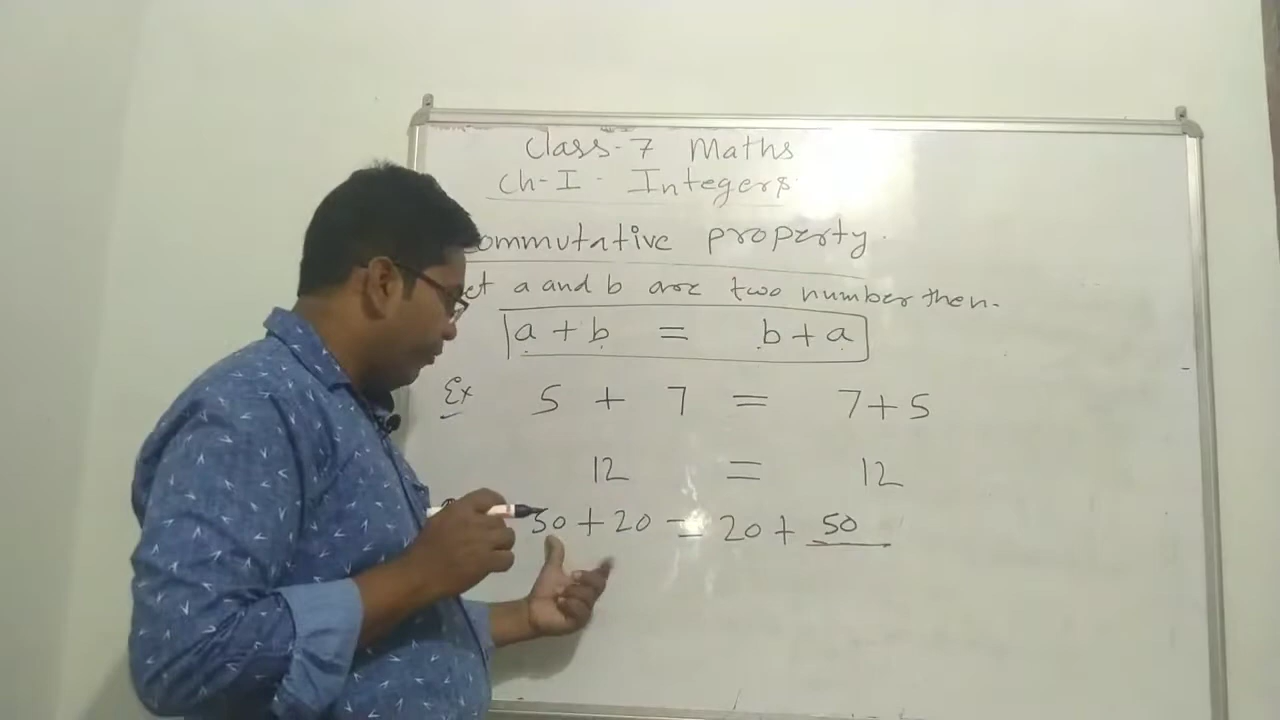 Class-7 Maths
Ch-I - Integers
Commutative property.
et a and b are two number then.
a + b = b + a
Ex 5 + 7 = 7+5
12 = 12
50 + 20 = 20 + 50